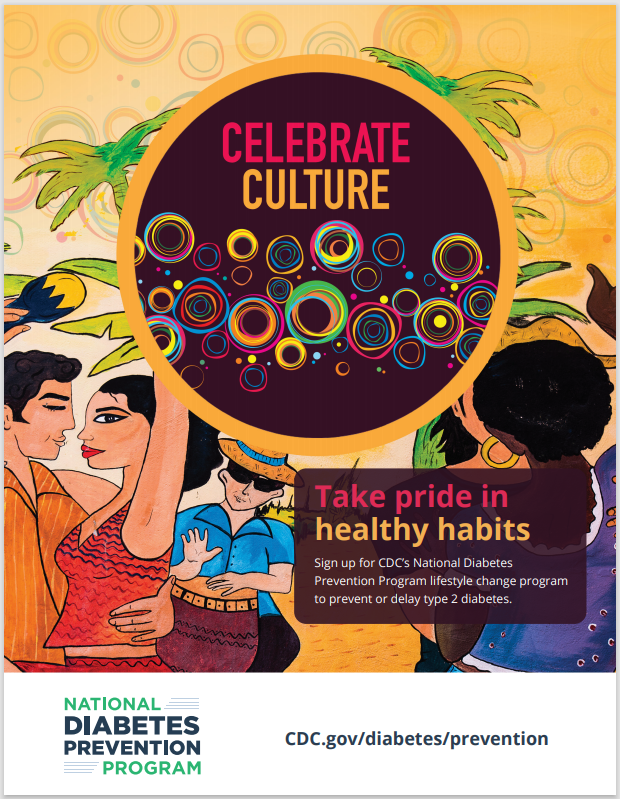 CELEBRATE
CULTURE
Take pride in
healthy habits
Sign up for CDC’s National Diabetes
Prevention Program lifestyle change program
to prevent or delay type 2 diabetes.
NATIONAL
DIABETES
PREVENTION
PROGRAM
CDC.gov/diabetes/prevention